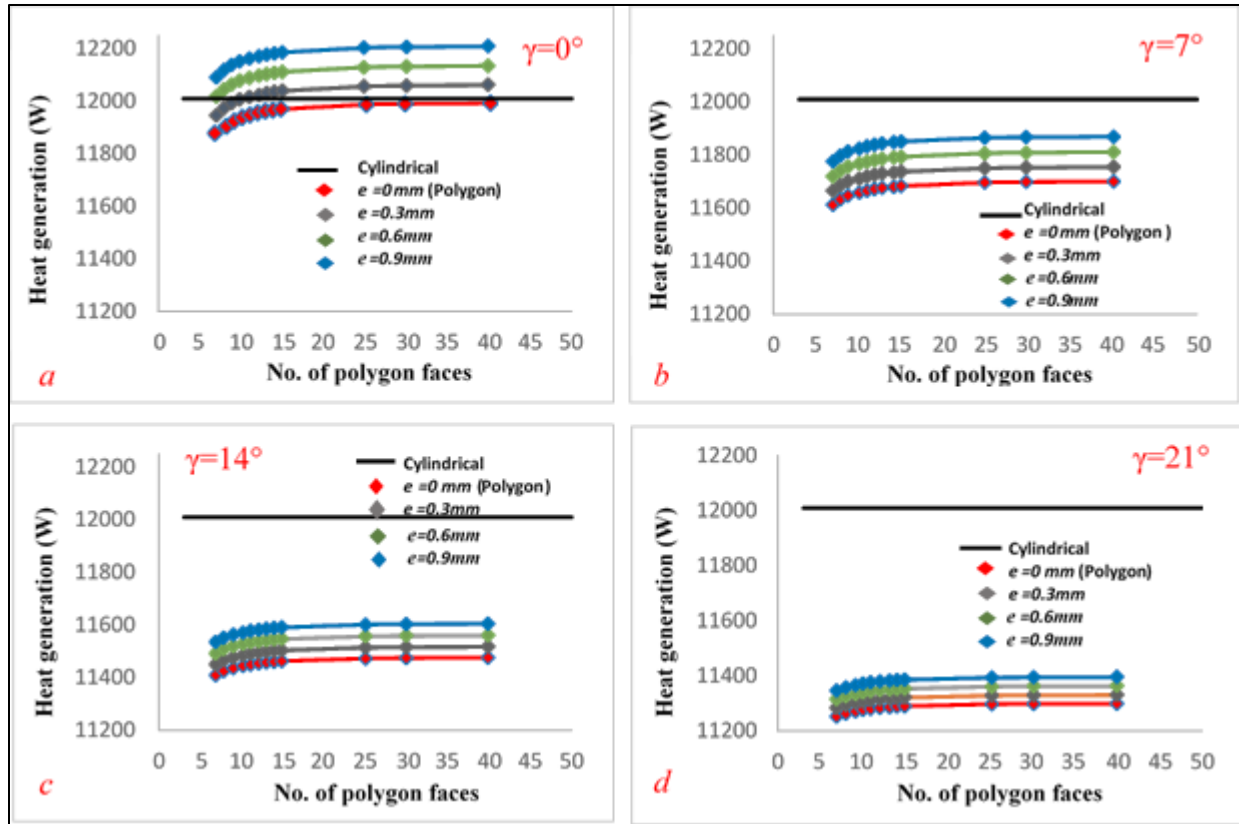 γ=0°
Heat generation (W)
12200
12000
11800
11600
11400
11200
Cylindrical
e =0 mm (Polygon)
e =0.3mm
e =0.6mm
e =0.9mm
0 5 10 15 20 25 30 35 40 45 50
No. of polygon faces
a
γ=7°
Heat generation (W)
12200
12000
11800
11600
11400
11200
Cylindrical
e =0 mm (Polygon )
e =0.3mm
e =0.6mm
e =0.9mm
0 5 10 15 20 25 30 35 40 45 50
No. of polygon faces
b
γ=14°
Heat generation (W)
12200
12000
11800
11600
11400
11200
Cylindrical
e =0 mm (Polygon)
e =0.3mm
e =0.6mm
e =0.9mm
0 5 10 15 20 25 30 35 40 45 50
No. of polygon faces
c
γ=21°
Heat generation (W)
12200
12000
11800
11600
11400
11200
Cylindrical
e =0 mm (Polygon)
e =0.3mm
e =0.6mm
e =0.9mm
0 5 10 15 20 25 30 35 40 45 50
No. of polygon faces
d